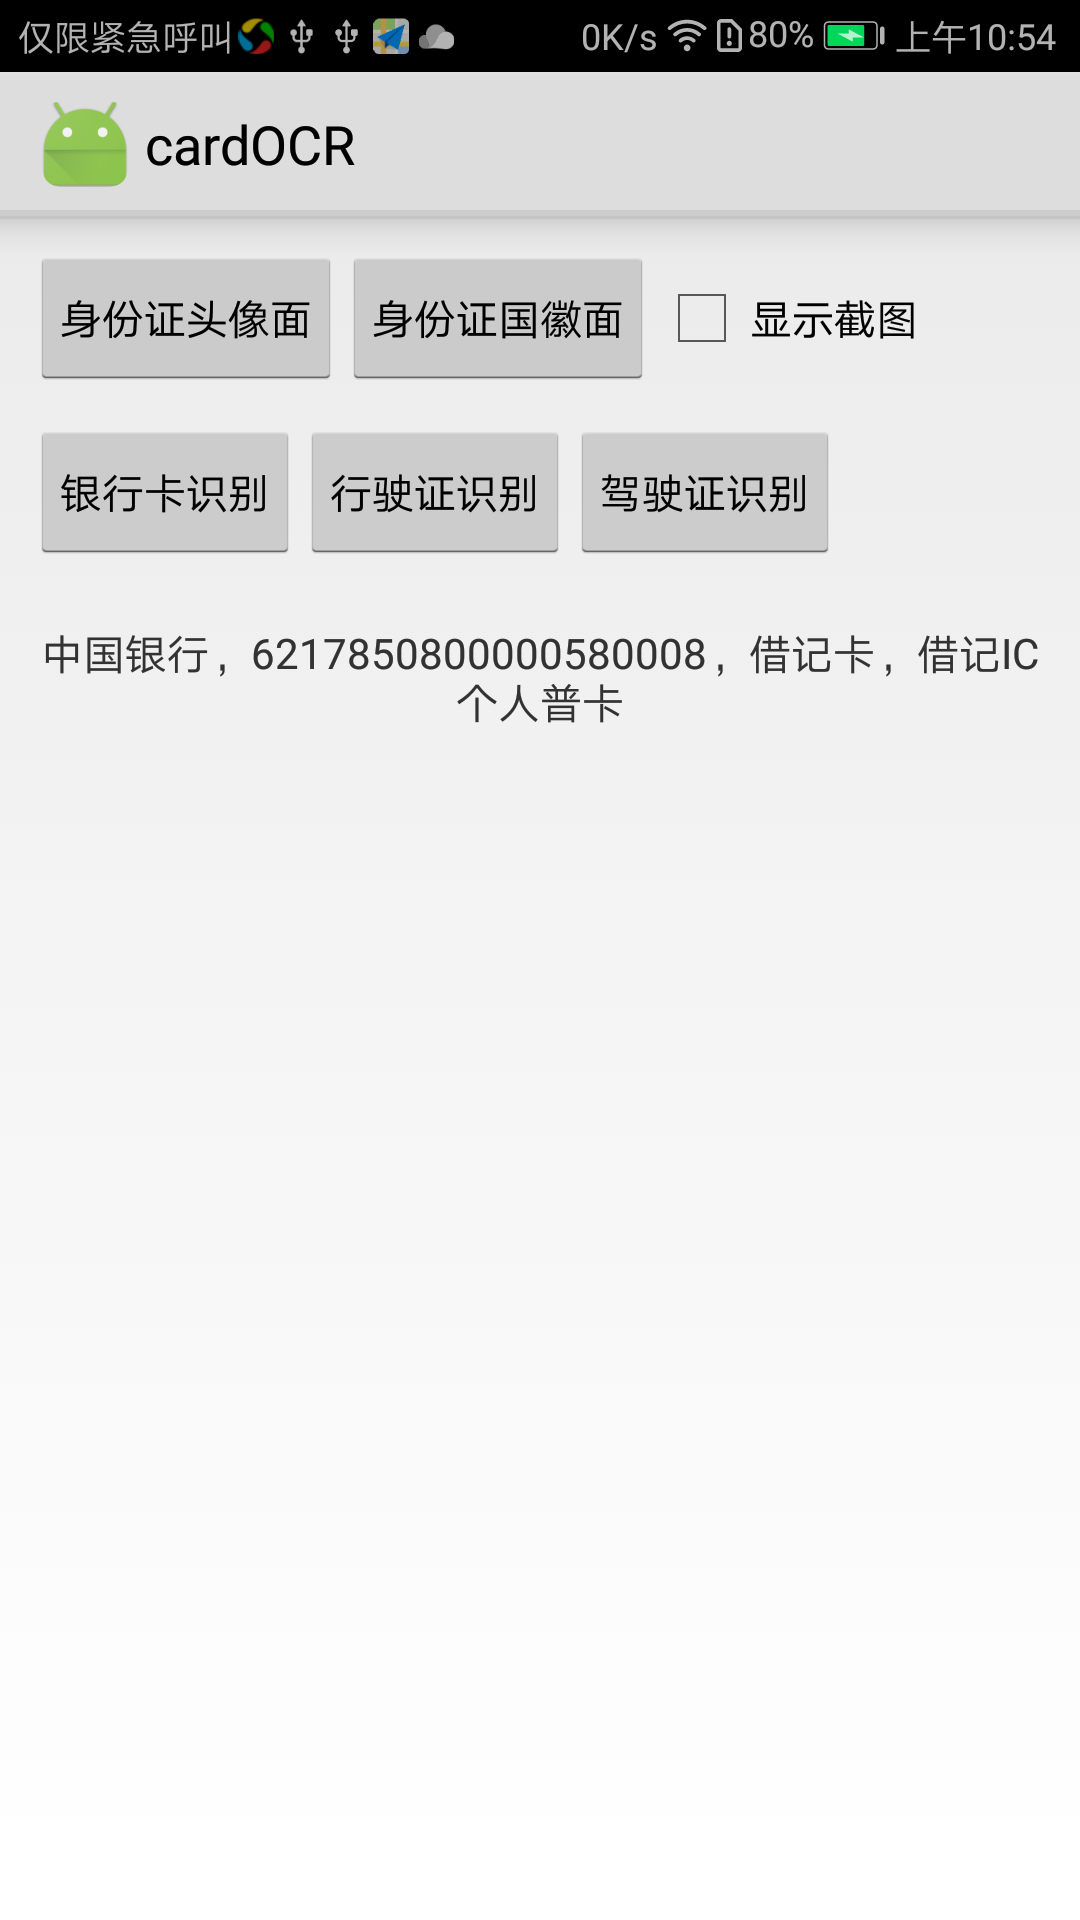 仅限紧急呼叫 0K/s 80% 上午10:54
cardOCR
身份证头像面 身份证国徽面 显示截图
银行卡识别 行驶证识别 驾驶证识别
中国银行，6217850800000580008，借记卡，借记IC
个人普卡